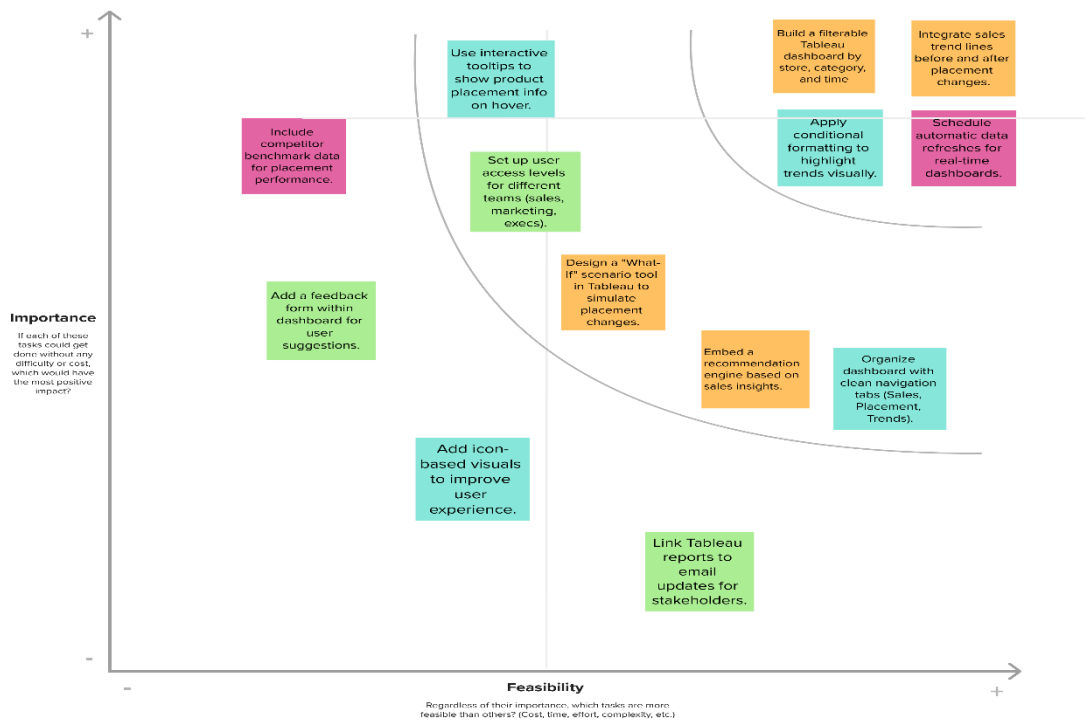 +
Use interactive
tooltips to
show product
placement info
on hover.
Build a filterable
Tableau
dashboard by
store, category,
and time
Integrate sales
trend lines
before and after
placement
changes.
Include
competitor
benchmark data
for placement
performance.
Set up user
access levels
for different
teams (sales,
marketing,
execs).
Apply
conditional
formatting to
highlight
trends visually.
Schedule
automatic data
refreshes for
real-time
dashboards.
Design a "What-
If" scenario tool
in Tableau to
simulate
placement
changes.
Add a feedback
form within
dashboard for
user
suggestions.
Importance
If each of these
tasks could get
done without any
difficulty or cost,
which would have
the most positive
impact?
Embed a
recommendation
engine based on
sales insights.
Organize
dashboard with
clean navigation
tabs (Sales,
Placement,
Trends).
Add icon-
based visuals
to improve
user
experience.
Link Tableau
reports to
email
updates for
stakeholders.
-
-
Feasibility
+
Regardless of their importance, which tasks are more
feasible than others? (Cost, time, effort, complexity, etc.)